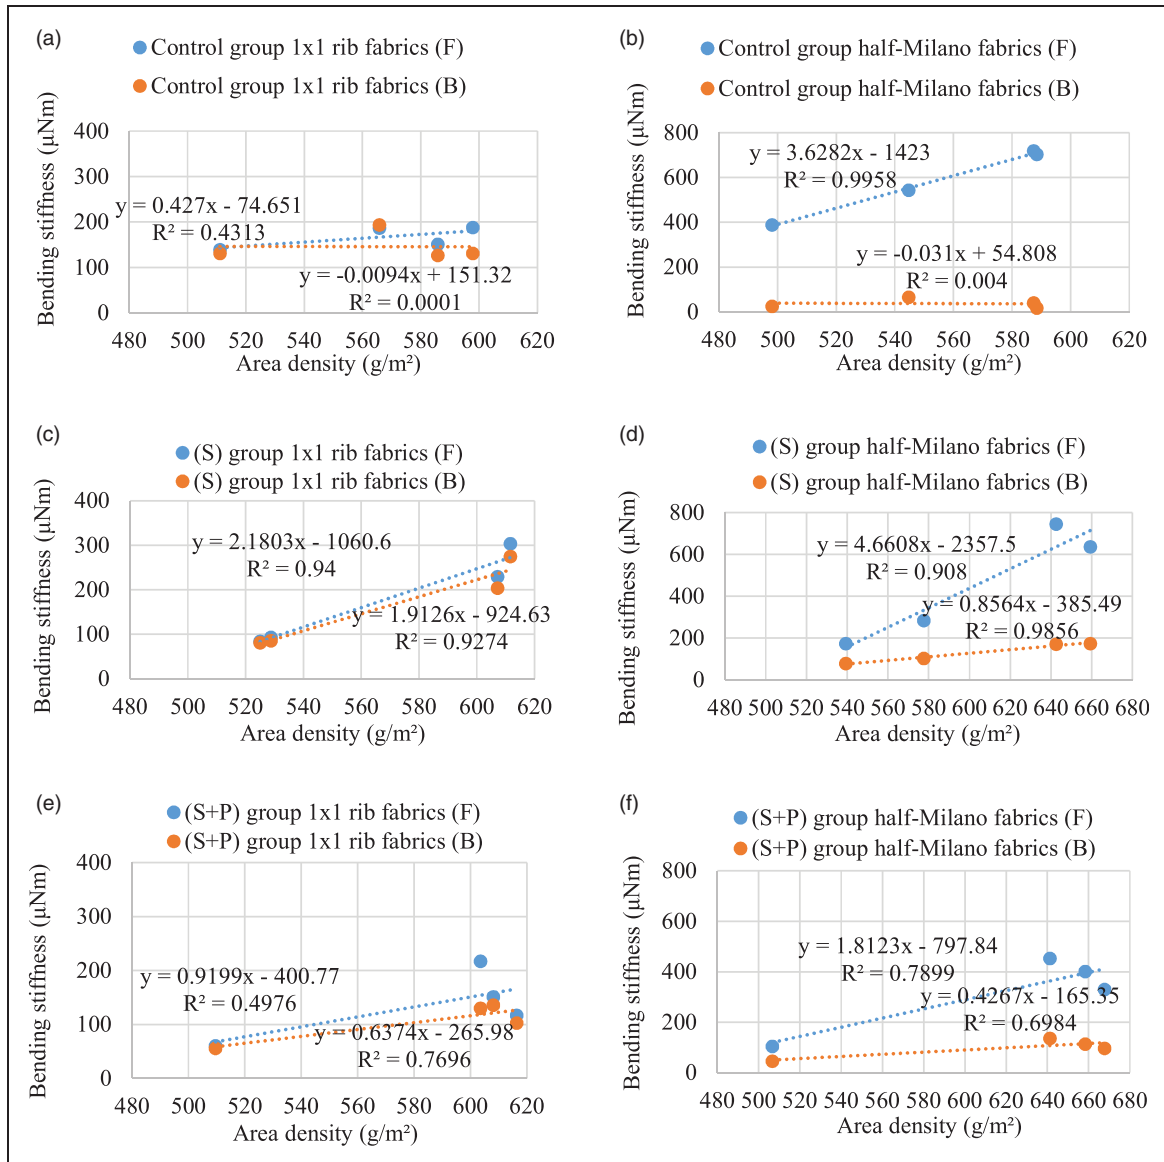 (a)
Control group 1x1 rib fabrics (F)
Control group 1x1 rib fabrics (B)
Bending stiffness (μNm)
400
300
200
100
0
y = 0.427x - 74.651
R² = 0.4313
y = -0.0094x + 151.32
R² = 0.0001
480 500 520 540 560 580 600 620
Area density (g/m²)
(b)
Control group half-Milano fabrics (F)
Control group half-Milano fabrics (B)
Bending stiffness (μNm)
800
600
400
200
0
y = 3.6282x - 1423
R² = 0.9958
y = -0.031x + 54.808
R² = 0.004
480 500 520 540 560 580 600 620
Area density (g/m²)
(c)
(S) group 1x1 rib fabrics (F)
(S) group 1x1 rib fabrics (B)
Bending stiffness (μNm)
400
300
200
100
0
y = 2.1803x - 1060.6
R² = 0.94
y = 1.9126x - 924.63
R² = 0.9274
480 500 520 540 560 580 600 620
Area density (g/m²)
(d)
(S) group half-Milano fabrics (F)
(S) group half-Milano fabrics (B)
Bending stiffness (μNm)
800
600
400
200
0
y = 4.6608x - 2357.5
R² = 0.908
y = 0.8564x - 385.49
R² = 0.9856
480 500 520 540 560 580 600 620 640 660 680
Area density (g/m²)
(e)
(S+P) group 1x1 rib fabrics (F)
(S+P) group 1x1 rib fabrics (B)
Bending stiffness (μNm)
400
300
200
100
0
y = 0.9199x - 400.77
R² = 0.4976
y = 0.6374x - 265.98
R² = 0.7696
480 500 520 540 560 580 600 620
Area density (g/m²)
(f)
(S+P) group half-Milano fabrics (F)
(S+P) group half-Milano fabrics (B)
Bending stiffness (μNm)
800
600
400
200
0
y = 1.8123x - 797.84
R² = 0.7899
y = 0.4267x - 165.35
R² = 0.6984
480 500 520 540 560 580 600 620 640 660 680
Area density (g/m²)